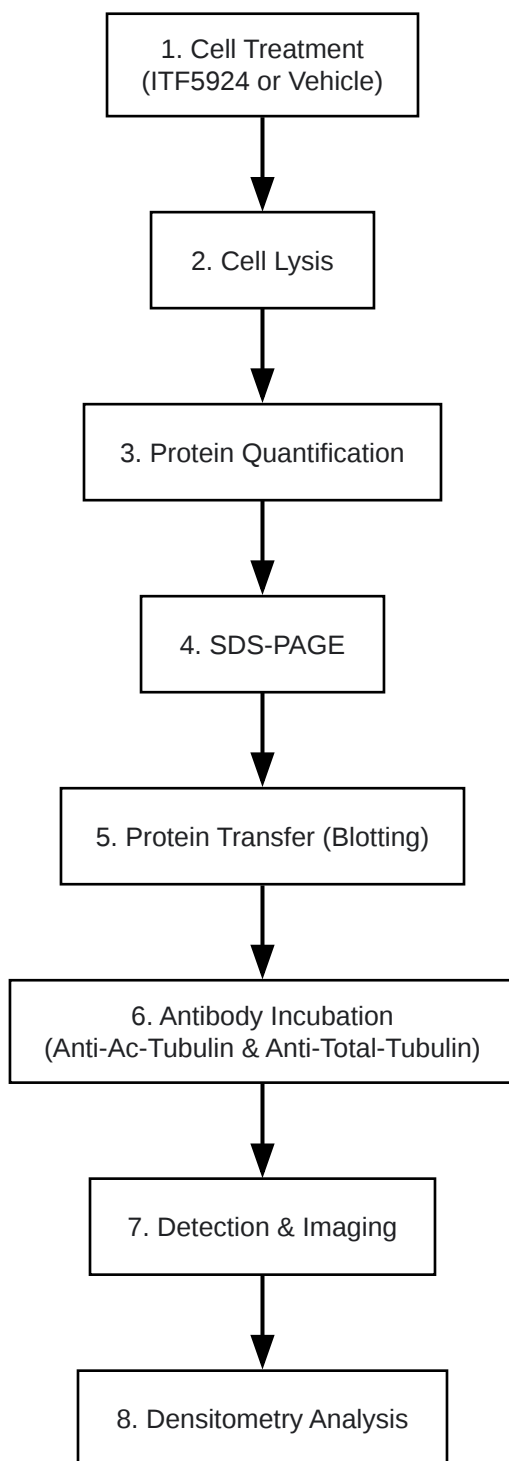 1. Cell Treatment
(ITF5924 or Vehicle)
2. Cell Lysis
3. Protein Quantification
4. SDS-PAGE
5. Protein Transfer (Blotting)
6. Antibody Incubation
(Anti-Ac-Tubulin & Anti-Total-Tubulin)
7. Detection & Imaging
8. Densitometry Analysis